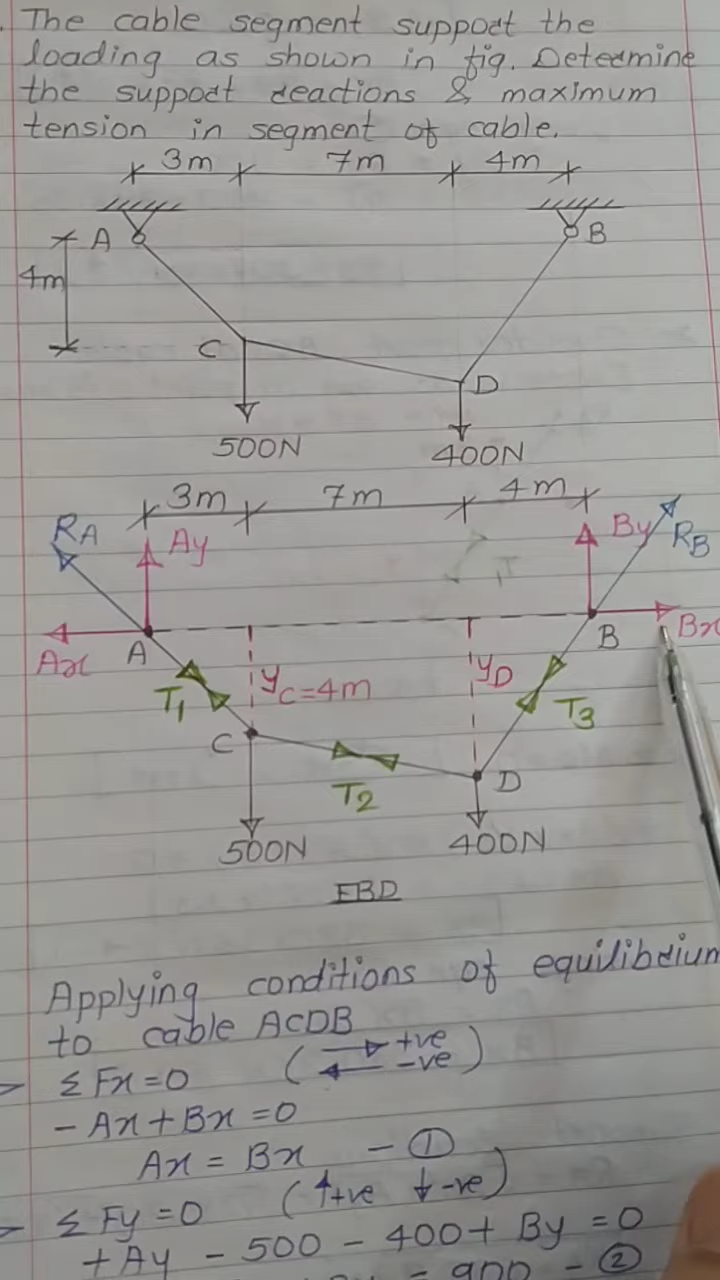 The cable segment support the
loading as shown in fig. Determine
the support reactions & maximum
tension in segment of cable.
3m 7m 4m
A B
4m
C
D
500N 400N
3m 7m 4m
RA Ay By RB
Ax A B Bx
T1 yC=4m yD T3
C T2 D
500N 400N
FBD
Applying conditions of equilibrium
to cable ACDB
ΣFx=0 (→ +ve ← -ve)
-Ax+Bx=0
Ax = Bx - ①
ΣFy=0 (↑+ve ↓-ve)
+Ay - 500 - 400 + By = 0
= 900 - ②